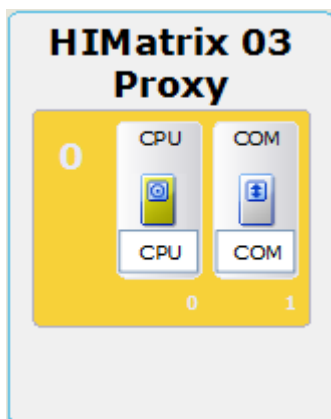 HIMatrix 03
Proxy
0
CPU COM
CPU COM
0 1